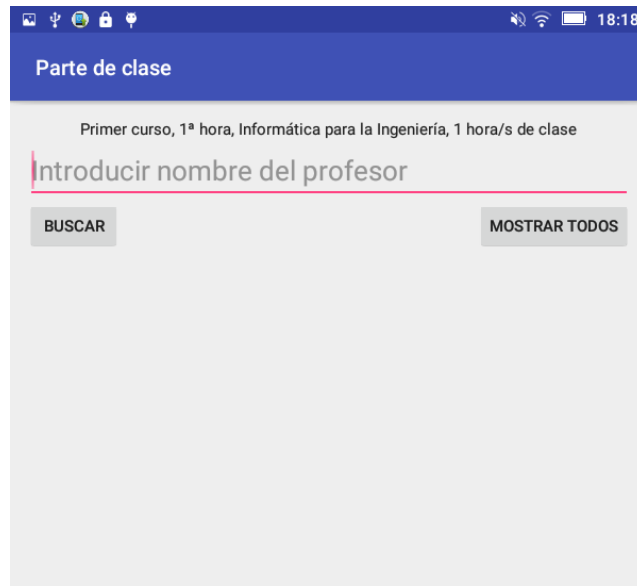 18:18
Parte de clase
Primer curso, 1ª hora, Informática para la Ingeniería, 1 hora/s de clase
Introducir nombre del profesor
BUSCAR MOSTRAR TODOS